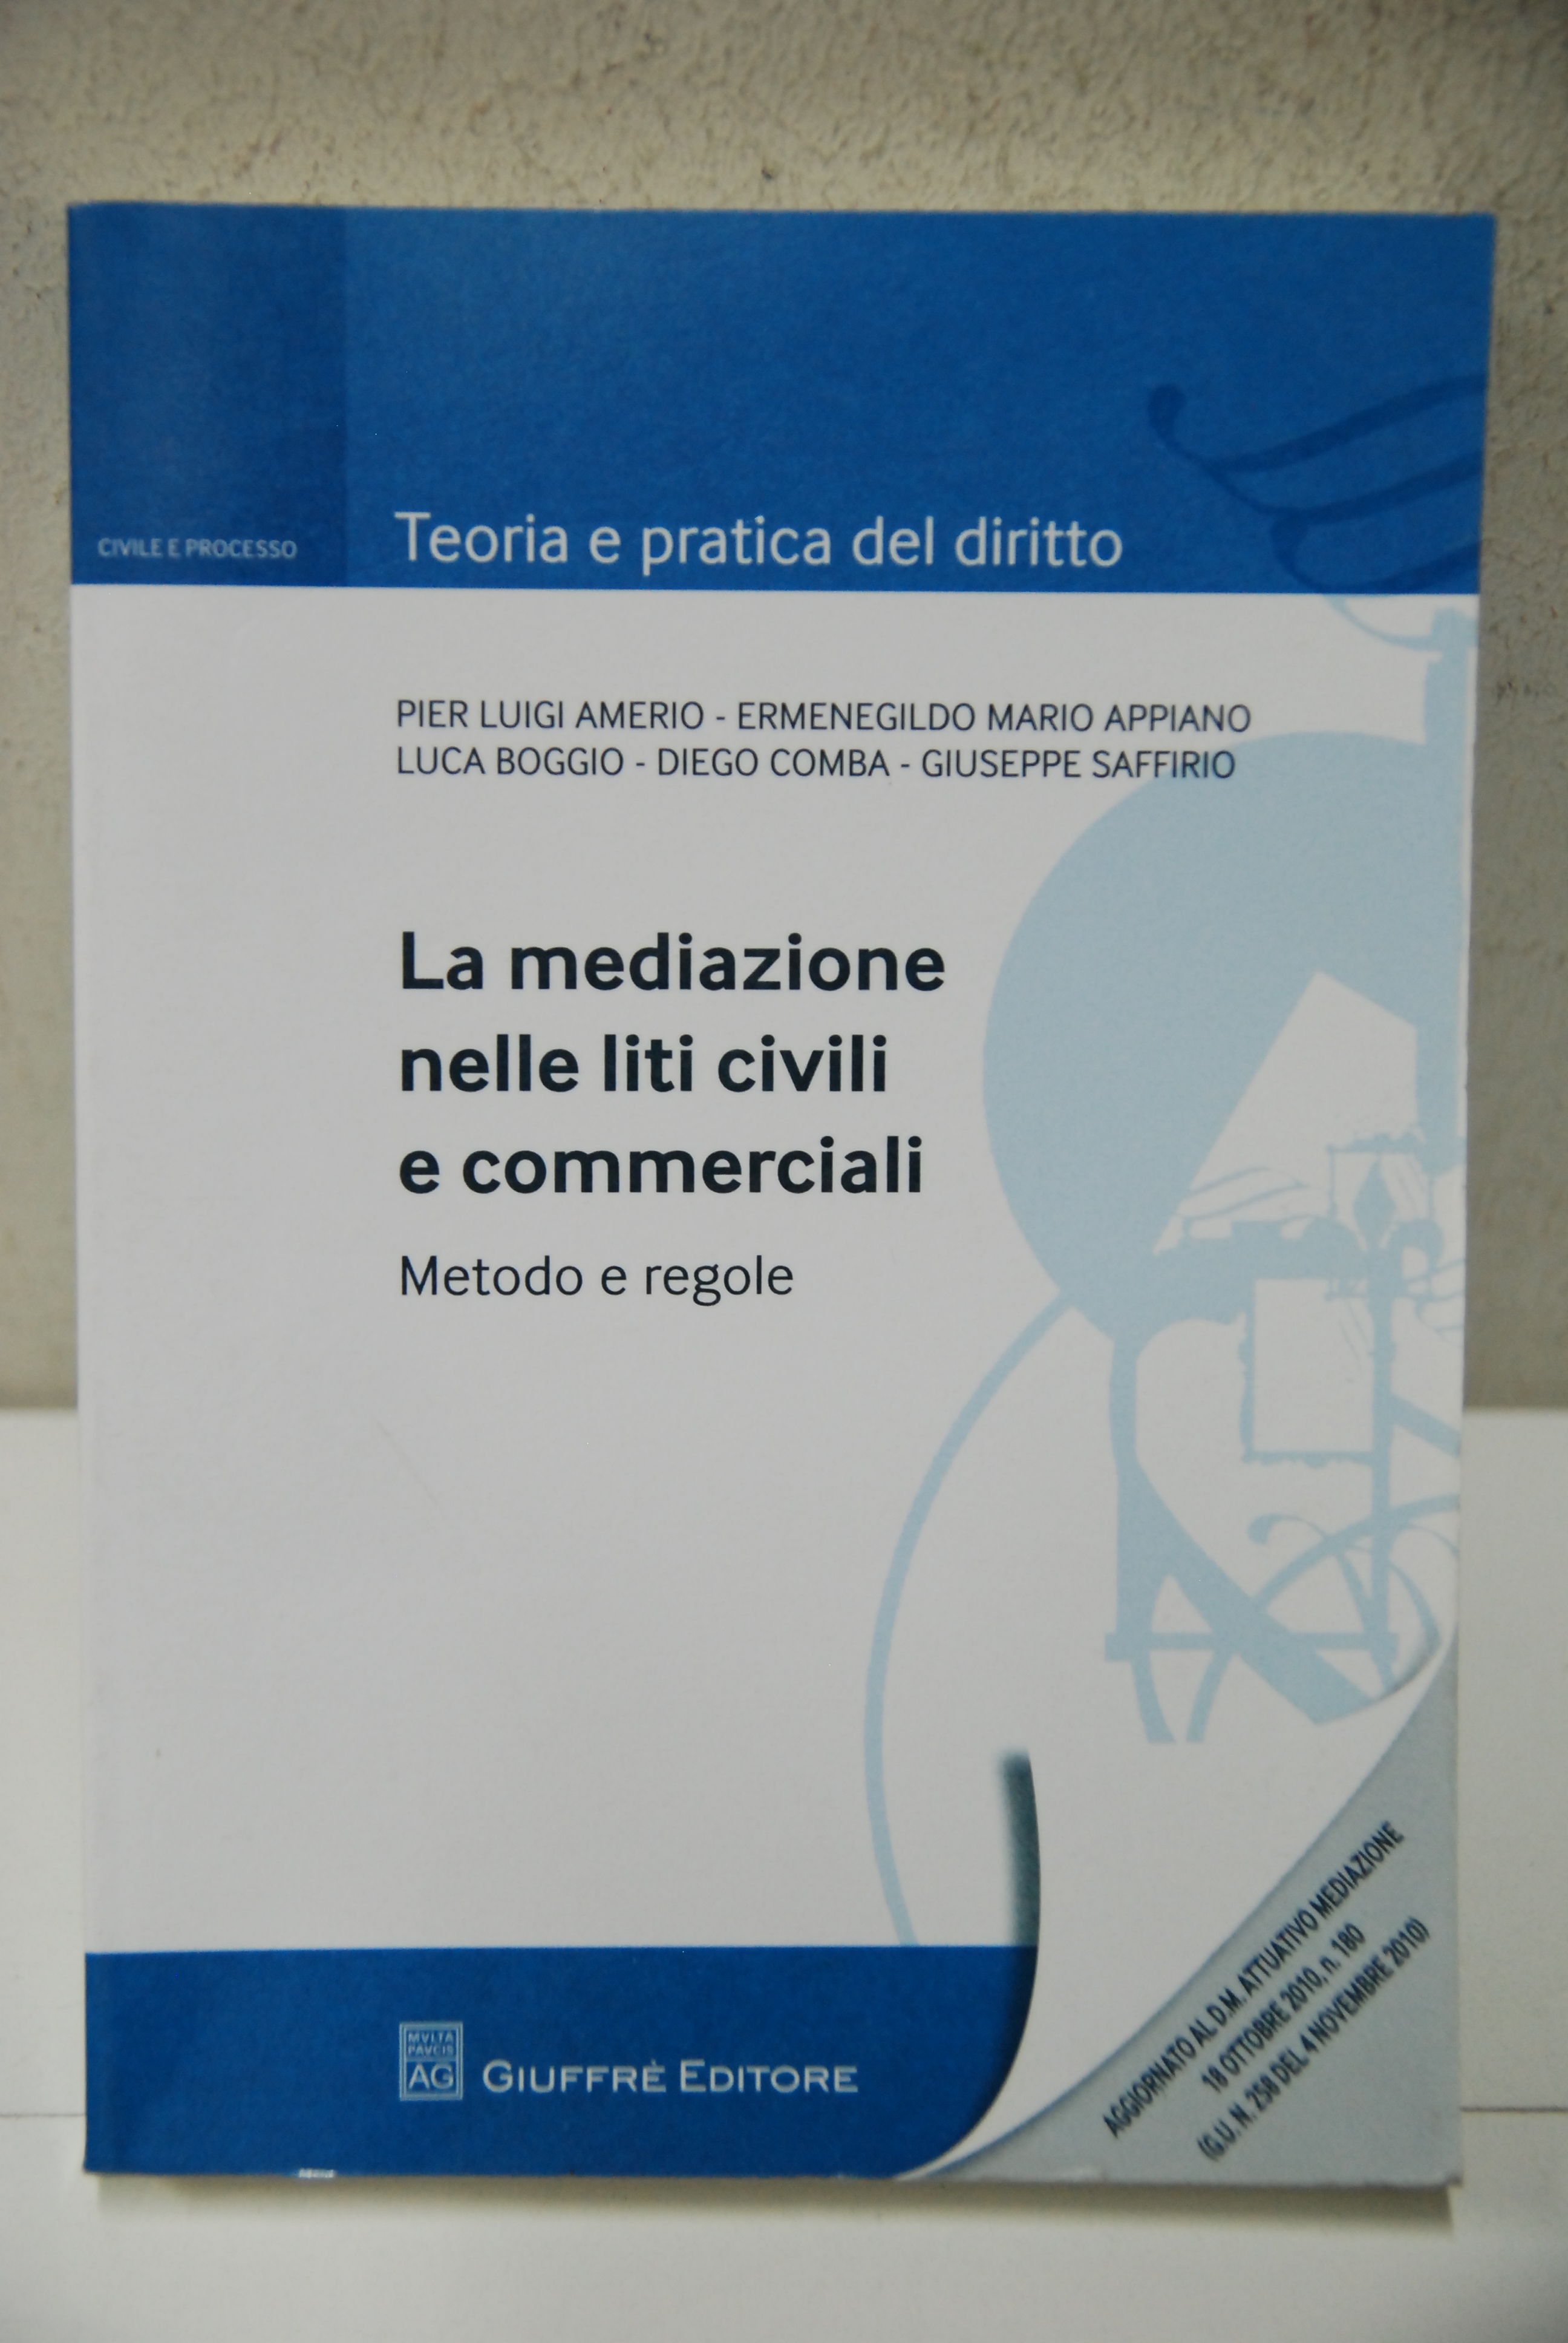 CIVILE E PROCESSO
Teoria e pratica del diritto
PIER LUIGI AMERIO - ERMENEGILDO MARIO APPIANO
LUCA BOGGIO - DIEGO COMBA - GIUSEPPE SAFFIRIO
La mediazione
nelle liti civili
e commerciali
Metodo e regole
MVLTA
PAVCIS
AG
GIUFFRÈ EDITORE
AGGIORNATO AL D.M. ATTUATIVO MEDIAZIONE
18 OTTOBRE 2010, n. 180
(G.U. N. 258 DEL 4 NOVEMBRE 2010)